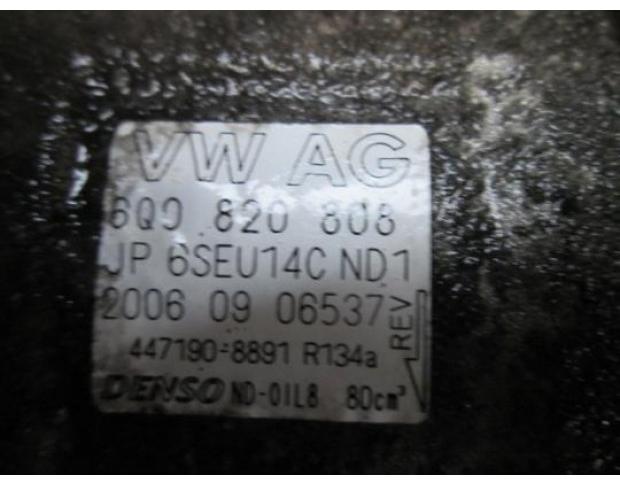 VW AG
6Q0 820 808
JP 6SEU14C ND1
2006 09 06537
REV
447190-8891 R134a
DENSO ND-OIL8 80cm³